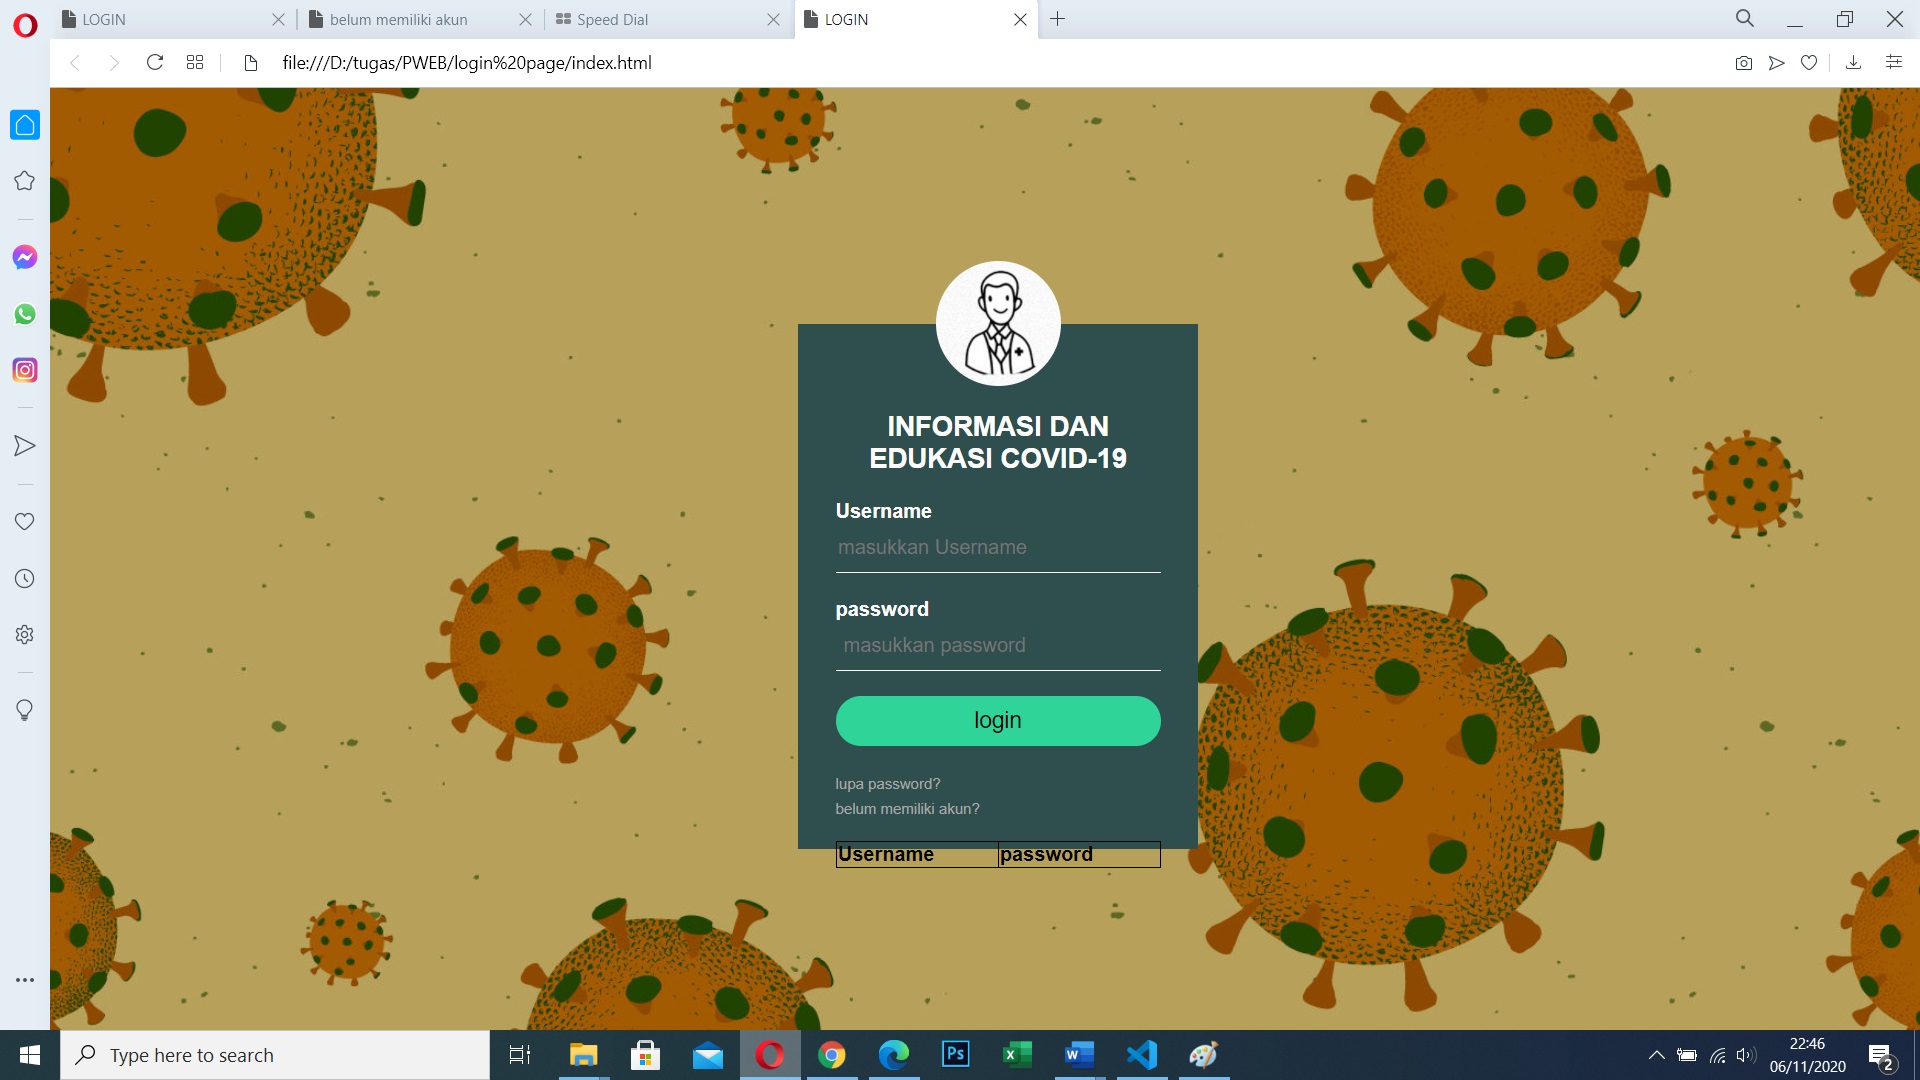 LOGIN
belum memiliki akun
Speed Dial
LOGIN
file:///D:/tugas/PWEB/login%20page/index.html
INFORMASI DAN
EDUKASI COVID-19
Username
masukkan Username
password
masukkan password
login
lupa password?
belum memiliki akun?
Username password
Type here to search
Ps
22:46
06/11/2020
2